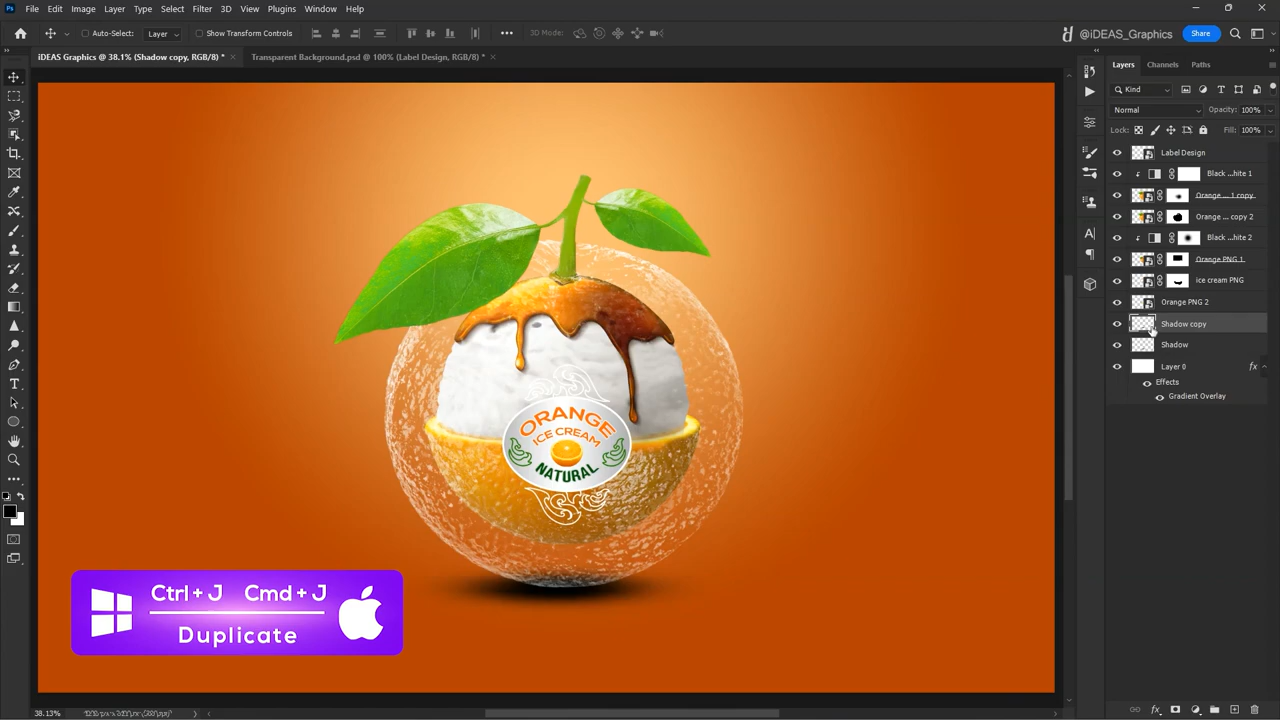 Ps File Edit Image Layer Type Select Filter 3D View Plugins Window Help
Auto-Select: Layer Show Transform Controls 3D Mode: @iDEAS_Graphics Share
iDEAS Graphics @ 38.1% (Shadow copy, RGB/8) * × Transparent Background.psd @ 100% (Label Design, RGB/8) * ×
Layers Channels Paths
Kind
Normal Opacity: 100%
Lock: Fill: 100%
Label Design
Black ...hite 1
Orange ... 1 copy
Orange ... copy 2
Black ...hite 2
Orange PNG 1
ice cream PNG
Orange PNG 2
Shadow copy
Shadow
Layer 0 fx
Effects
Gradient Overlay
ORANGE
ICE CREAM
NATURAL
Ctrl+J Cmd+J
Duplicate
38.13%